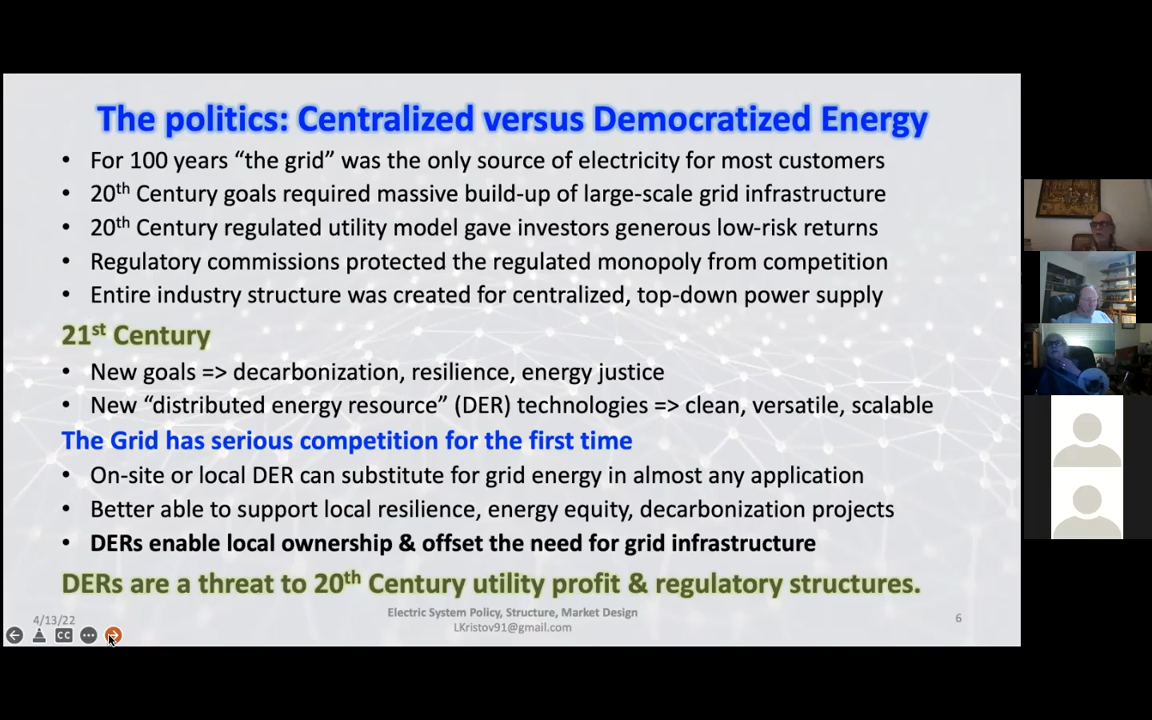 The politics: Centralized versus Democratized Energy
• For 100 years “the grid” was the only source of electricity for most customers
• 20th Century goals required massive build-up of large-scale grid infrastructure
• 20th Century regulated utility model gave investors generous low-risk returns
• Regulatory commissions protected the regulated monopoly from competition
• Entire industry structure was created for centralized, top-down power supply
21st Century
• New goals => decarbonization, resilience, energy justice
• New “distributed energy resource” (DER) technologies => clean, versatile, scalable
The Grid has serious competition for the first time
• On-site or local DER can substitute for grid energy in almost any application
• Better able to support local resilience, energy equity, decarbonization projects
• DERs enable local ownership & offset the need for grid infrastructure
DERs are a threat to 20th Century utility profit & regulatory structures.
4/13/22
Electric System Policy, Structure, Market Design
LKristov91@gmail.com
6
CC